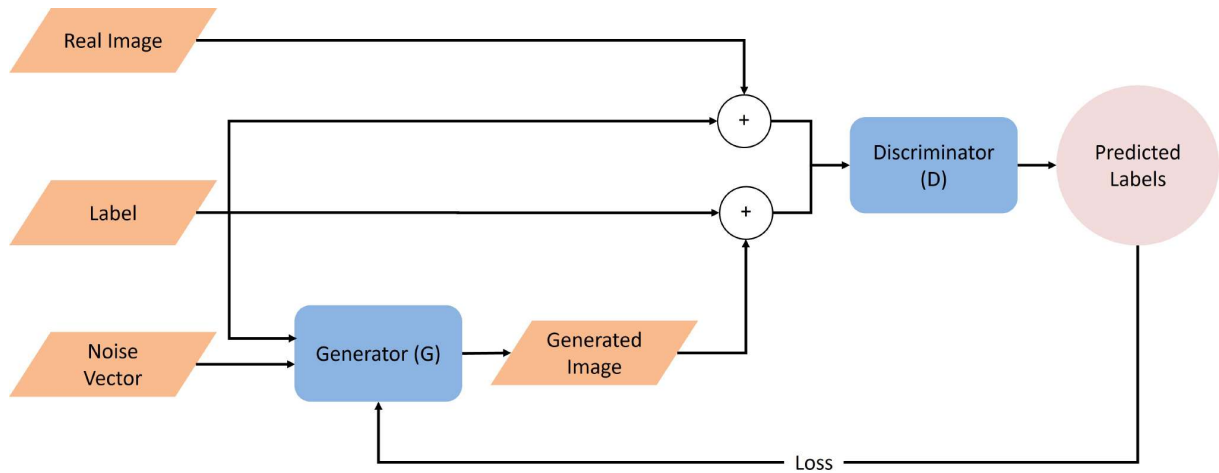 Real Image
+
Discriminator
(D)
Predicted
Labels
Label
+
Noise
Vector
Generator (G)
Generated
Image
Loss